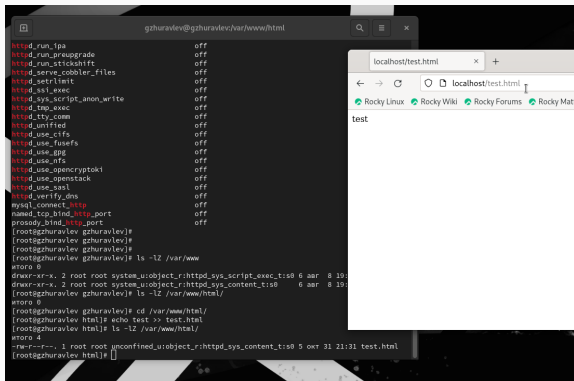 gzhuravlev@gzhuravlev:/var/www/html
httpd_run_ipa off
httpd_run_preupgrade off
httpd_run_stickshift off
httpd_serve_cobbler_files off
httpd_setrlimit off
httpd_ssi_exec off
httpd_sys_script_anon_write off
httpd_tmp_exec off
httpd_tty_comm off
httpd_unified off
httpd_use_cifs off
httpd_use_fusefs off
httpd_use_gpg off
httpd_use_nfs off
httpd_use_opencryptoki off
httpd_use_openstack off
httpd_use_sasl off
httpd_verify_dns off
mysql_connect_http off
named_tcp_bind_http_port off
prosody_bind_http_port off
[root@gzhuravlev gzhuravlev]#
[root@gzhuravlev gzhuravlev]#
[root@gzhuravlev gzhuravlev]#
[root@gzhuravlev gzhuravlev]# ls -lZ /var/www
итого 0
drwxr-xr-x. 2 root root system_u:object_r:httpd_sys_script_exec_t:s0 6 авг 8 19:
drwxr-xr-x. 2 root root system_u:object_r:httpd_sys_content_t:s0 6 авг 8 19:
[root@gzhuravlev gzhuravlev]# ls -lZ /var/www/html/
итого 0
[root@gzhuravlev gzhuravlev]# cd /var/www/html/
[root@gzhuravlev html]# echo test >> test.html
[root@gzhuravlev html]# ls -lZ /var/www/html/
итого 4
-rw-r--r--. 1 root root unconfined_u:object_r:httpd_sys_content_t:s0 5 окт 31 21:31 test.html
[root@gzhuravlev html]#
localhost/test.html
localhost/test.html
Rocky Linux Rocky Wiki Rocky Forums Rocky Mat
test